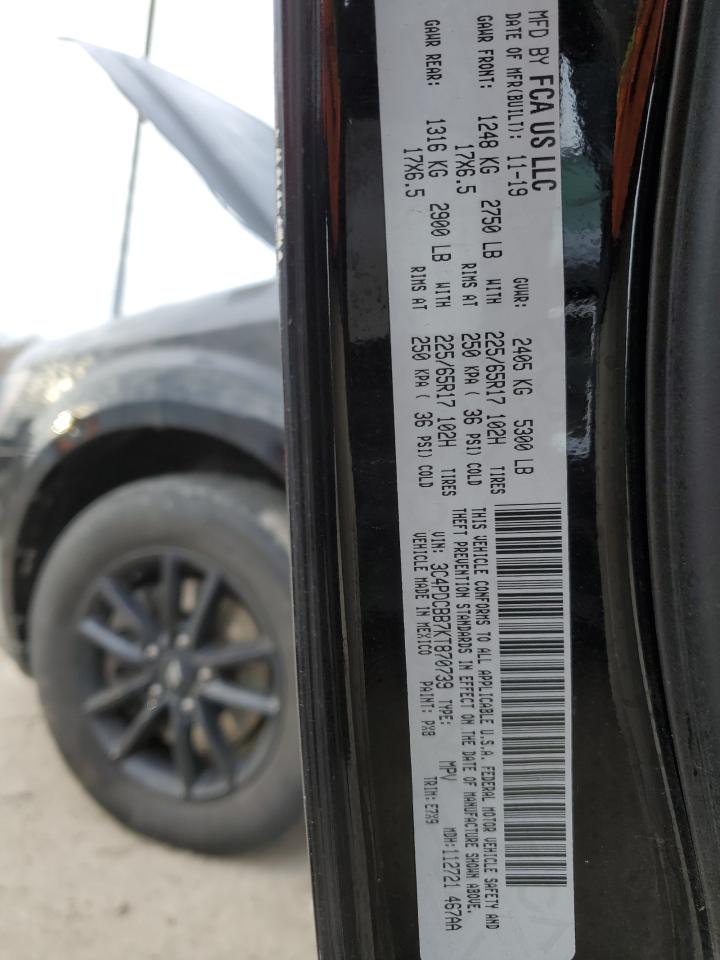 MFD BY FCA US LLC
DATE OF MFR(BUILT): 11-19 GVWR: 2405 KG 5300 LB
GAWR FRONT: 1248 KG 2750 LB WITH 225/65R17 102H TIRES
17X6.5 RIMS AT 250 KPA ( 36 PSI) COLD
GAWR REAR: 1316 KG 2900 LB WITH 225/65R17 102H TIRES
17X6.5 RIMS AT 250 KPA ( 36 PSI) COLD
THIS VEHICLE CONFORMS TO ALL APPLICABLE U.S.A. FEDERAL MOTOR VEHICLE SAFETY AND
THEFT PREVENTION STANDARDS IN EFFECT ON THE DATE OF MANUFACTURE SHOWN ABOVE.
VIN: 3C4PDCBB7KT870739 TYPE: MPV MDH:112721 467AA
VEHICLE MADE IN MEXICO PAINT: PX8 TRIM:E7X9